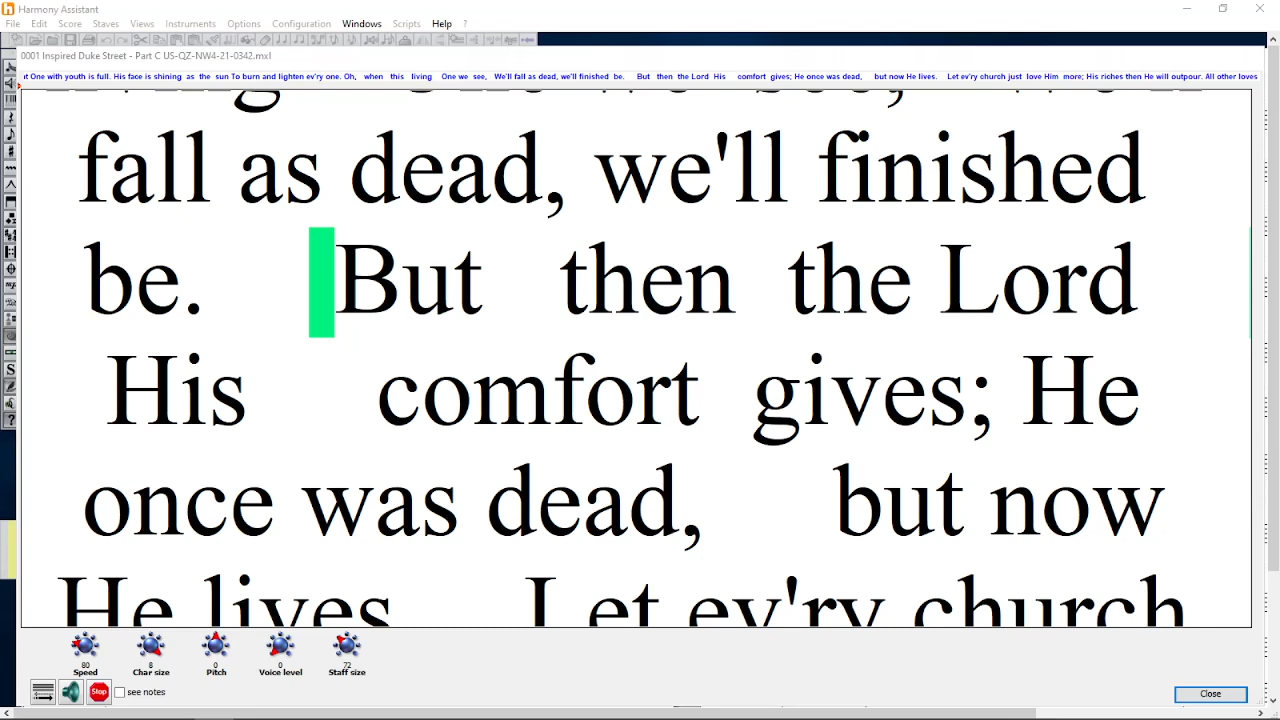 Harmony Assistant
File Edit Score Staves Views Instruments Options Configuration Windows Scripts Help ?
0001 Inspired Duke Street - Part C US-QZ-NW4-21-0342.mxl
One with youth is full. His face is shining as the sun To burn and lighten ev'ry one. Oh, when this living One we see, We'll fall as dead, we'll finished be. But then the Lord His comfort gives; He once was dead, but now He lives. Let ev'ry church just love Him more; His riches then He will outpour. All other loves
fall as dead, we'll finished
be. But then the Lord
His comfort gives; He
once was dead, but now
He lives Let ev'ry church
80 8 0 0 72
Speed Char size Pitch Voice level Staff size
Stop see notes
Close